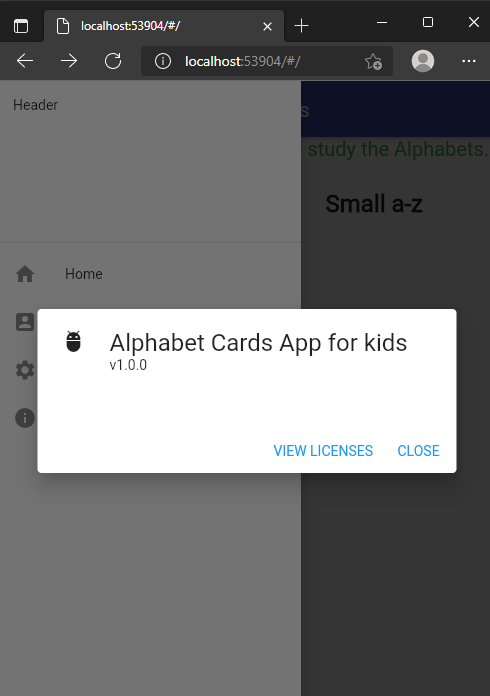 localhost:53904/#/
localhost:53904/#/
Header
s
study the Alphabets.
Small a-z
Home
Alphabet Cards App for kids
v1.0.0
VIEW LICENSES
CLOSE